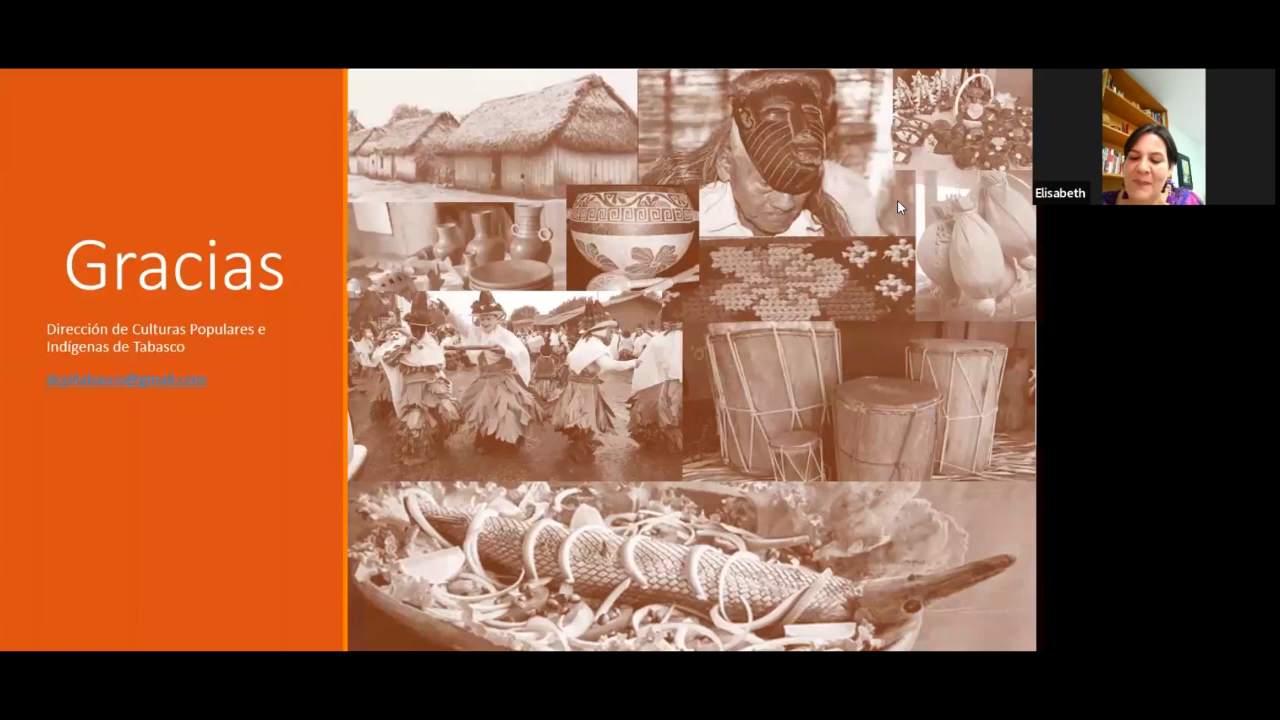 Gracias
Dirección de Culturas Populares e
Indígenas de Tabasco
dcpitabasco@gmail.com
Elisabeth